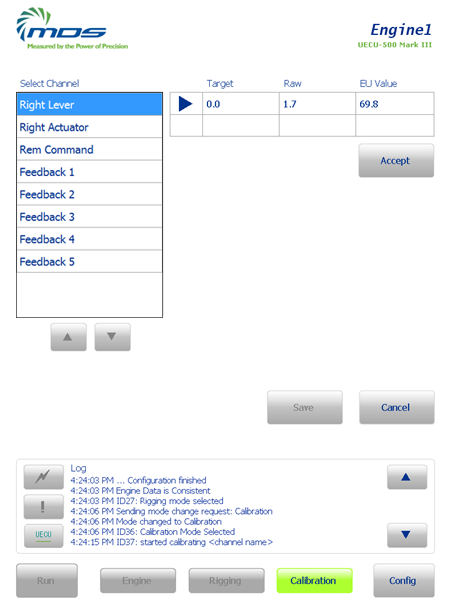 mds
Measured by the Power of Precision
Engine1
UECU-500 Mark III
Select Channel
Target Raw EU Value
Right Lever
0.0 1.7 69.8
Right Actuator
Rem Command
Accept
Feedback 1
Feedback 2
Feedback 3
Feedback 4
Feedback 5
Save Cancel
Log
4:24:03 PM ... Configuration finished
4:24:03 PM Engine Data is Consistent
4:24:03 PM ID27: Rigging mode selected
4:24:06 PM Sending mode change request: Calibration
4:24:06 PM Mode changed to Calibration
4:24:06 PM ID36: Calibration Mode Selected
4:24:15 PM ID37: started calibrating <channel name>
!
UECU
Run Engine Rigging Calibration Config